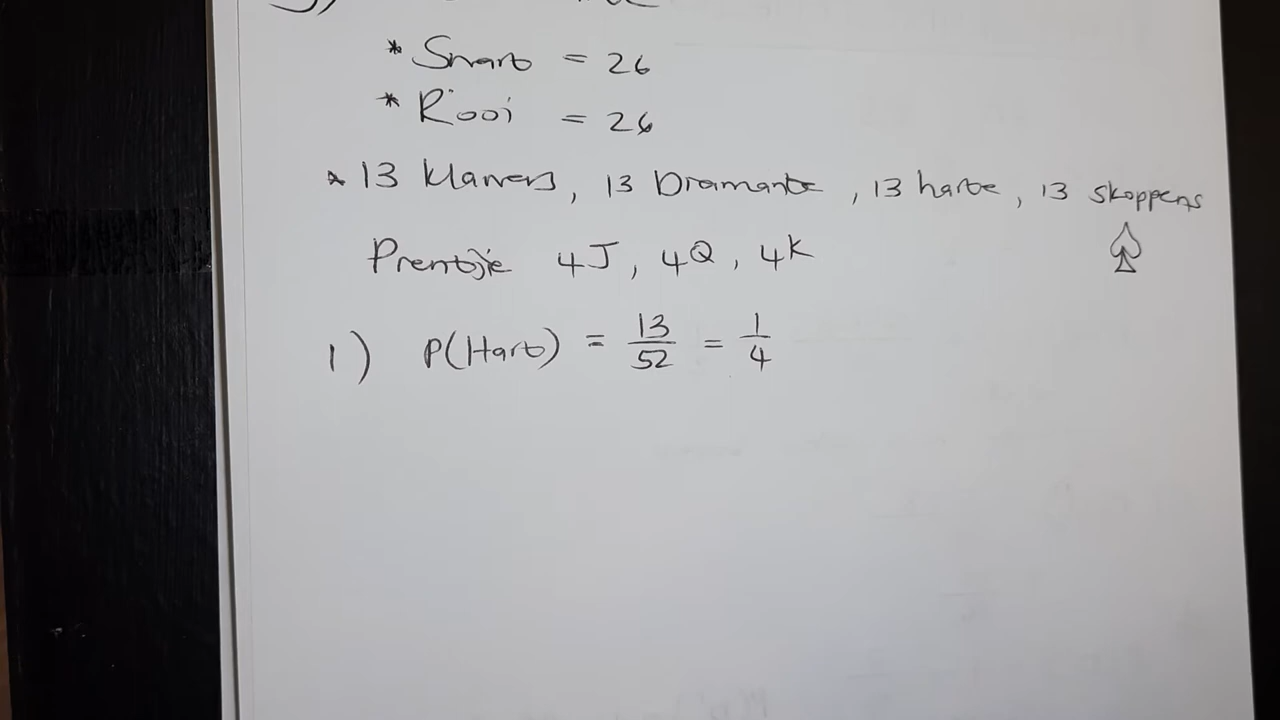 * Swart = 26
* Rooi = 26
* 13 klawers, 13 Diamante, 13 harte, 13 skoppens
Prentjie 4J, 4Q, 4K
1) P(Hart) = 13/52 = 1/4